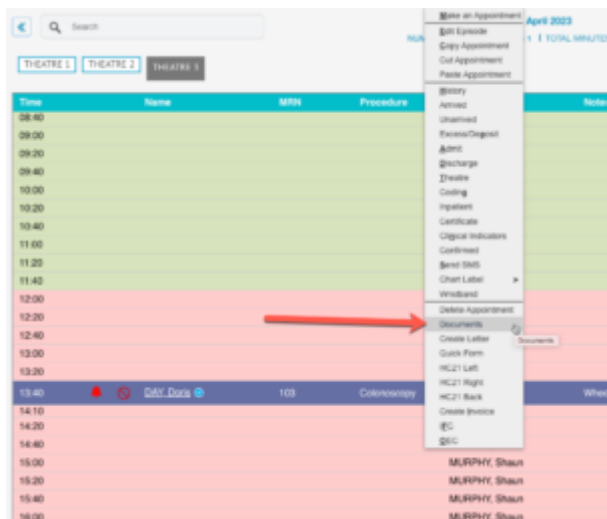 Search
Make an Appointment
April 2023
NUM
1 | TOTAL MINUTES
THEATRE 1 THEATRE 2 THEATRE 3
Edit Episode
Copy Appointment
Cut Appointment
Paste Appointment
Time Name MRN Procedure Notes
History
Arrived
Unarrived
Excess/Deposit
Admit
Discharge
Theatre
Coding
Inpatient
Certificate
Clinical Indicators
Confirmed
Send SMS
Chart Label
Wristband
Delete Appointment
Documents
Create Letter
Documents
Quick Form
HC21 Left
HC21 Right
HC21 Back
Create Invoice
IFC
08:40
09:00
09:20
09:40
10:00
10:20
10:40
11:00
11:20
11:40
12:00
12:20
12:40
13:00
13:20
13:40 DAY, Doris 103 Colonoscopy
14:10
14:20
14:40
15:00 MURPHY, Shaun
15:20 MURPHY, Shaun
15:40 MURPHY, Shaun
16:00 MURPHY, Shaun